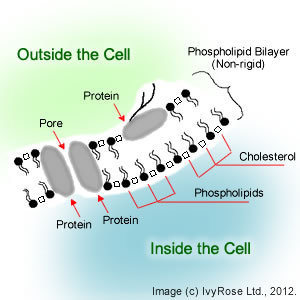 Outside the Cell
Phospholipid Bilayer
(Non-rigid)
Protein
Pore
Cholesterol
Phospholipids
Protein
Protein
Inside the Cell
Image (c) IvyRose Ltd., 2012.